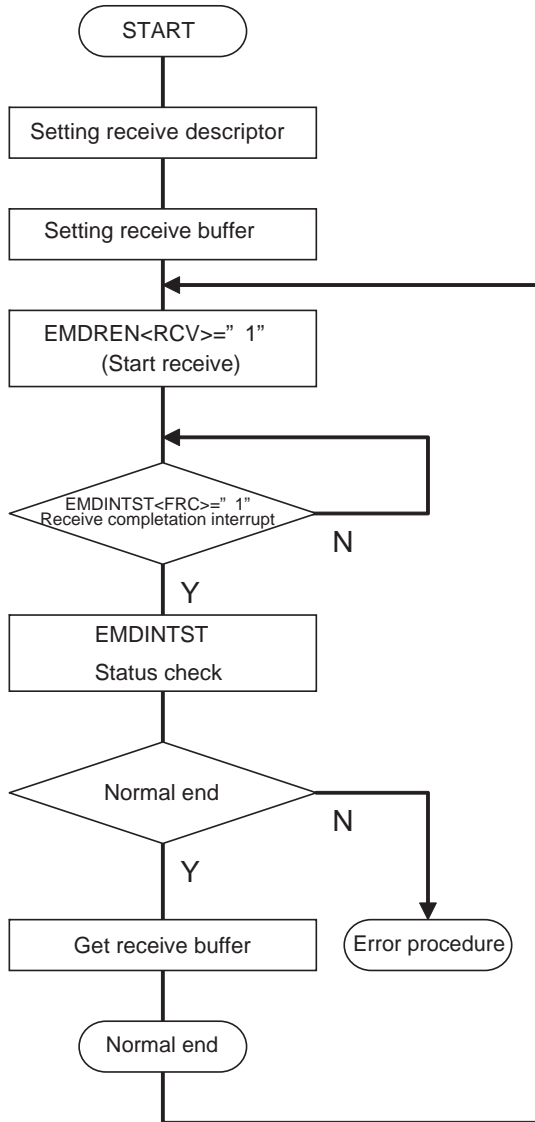 START
Setting receive descriptor
Setting receive buffer
EMDREN<RCV>=” 1”
(Start receive)
EMDINTST<FRC>=” 1”
Receive completation interrupt
N
Y
EMDINTST
Status check
Normal end
N
Y
Get receive buffer
Error procedure
Normal end